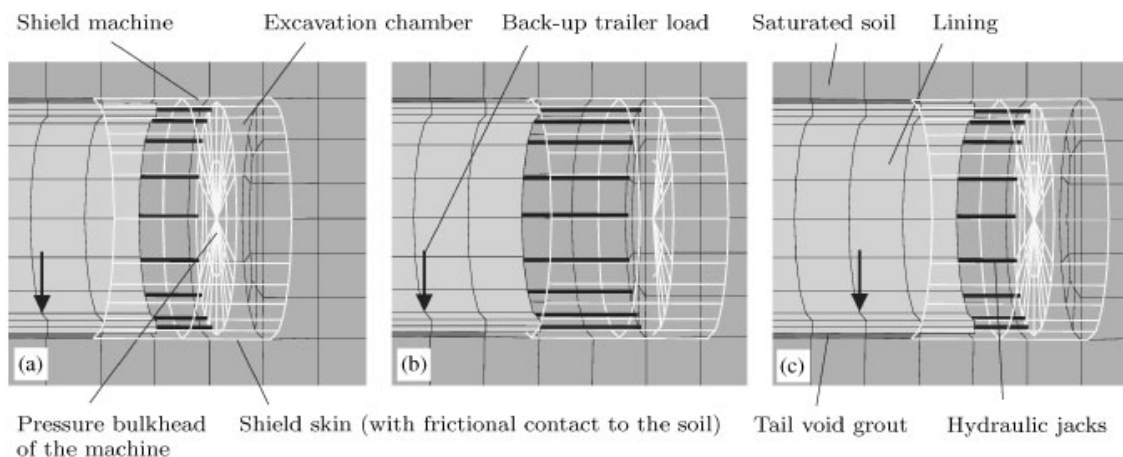 Shield machine
Excavation chamber
Back-up trailer load
Saturated soil
Lining
(a)
(b)
(c)
Pressure bulkhead
of the machine
Shield skin (with frictional contact to the soil)
Tail void grout
Hydraulic jacks